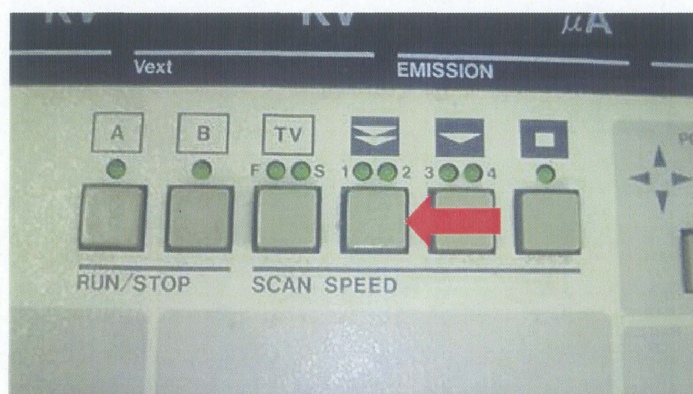 KV KV μA
Vext EMISSION
A B TV
F S 1 2 3 4
RUN/STOP SCAN SPEED